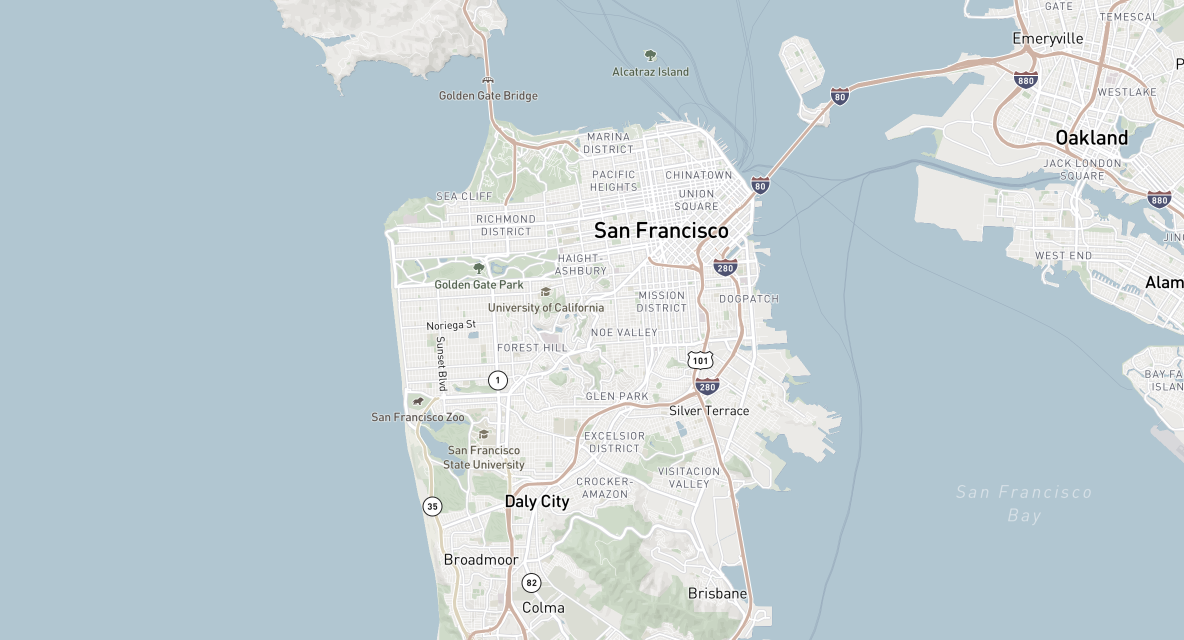 GATE
TEMESCAL
Emeryville
P
Alcatraz Island
880
Golden Gate Bridge
80
WESTLAKE
MARINA
DISTRICT
Oakland
JACK LONDON
SQUARE
PACIFIC
HEIGHTS
CHINATOWN
80
SEA CLIFF
UNION
SQUARE
880
RICHMOND
DISTRICT
San Francisco
JING
HAIGHT-
ASHBURY
280
WEST END
Golden Gate Park
Alam
University of California
MISSION
DISTRICT
DOGPATCH
Noriega St
NOE VALLEY
Sunset Blvd
FOREST HILL
101
1
280
BAY FA
ISLAN
GLEN PARK
San Francisco Zoo
Silver Terrace
San Francisco
State University
EXCELSIOR
DISTRICT
VISITACION
VALLEY
CROCKER-
AMAZON
San Francisco
Bay
35
Daly City
Broadmoor
82
Brisbane
Colma